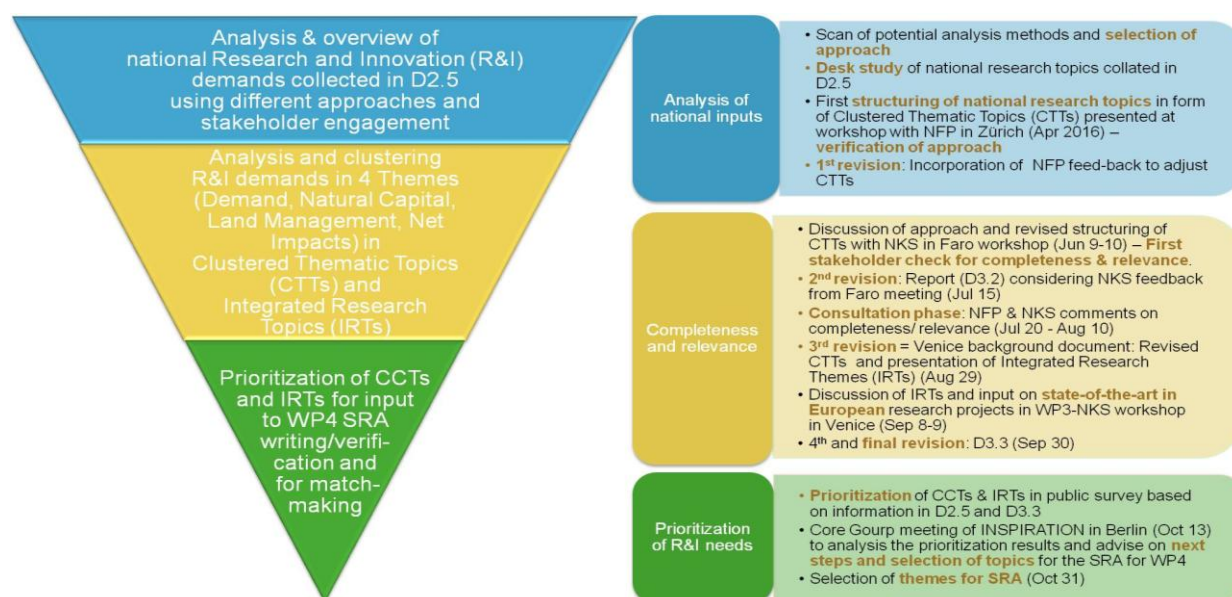 Analysis & overview of
national Research and Innovation (R&I)
demands collected in D2.5
using different approaches and
stakeholder engagement
Analysis and clustering
R&I demands in 4 Themes
(Demand, Natural Capital,
Land Management, Net
Impacts) in
Clustered Thematic Topics
(CTTs) and
Integrated Research
Topics (IRTs)
Prioritization of CCTs
and IRTs for input
to WP4 SRA
writing/verifi-
cation and
for match-
making
Analysis of
national inputs
• Scan of potential analysis methods and selection of
approach
• Desk study of national research topics collated in
D2.5
• First structuring of national research topics in form
of Clustered Thematic Topics (CTTs) presented at
workshop with NFP in Zürich (Apr 2016) –
verification of approach
• 1st revision: Incorporation of NFP feed-back to adjust
CTTs
Completeness
and relevance
• Discussion of approach and revised structuring of
CTTs with NKS in Faro workshop (Jun 9-10) – First
stakeholder check for completeness & relevance.
• 2nd revision: Report (D3.2) considering NKS feedback
from Faro meeting (Jul 15)
• Consultation phase: NFP & NKS comments on
completeness/ relevance (Jul 20 - Aug 10)
• 3rd revision = Venice background document: Revised
CTTs and presentation of Integrated Research
Themes (IRTs) (Aug 29)
• Discussion of IRTs and input on state-of-the-art in
European research projects in WP3-NKS workshop
in Venice (Sep 8-9)
• 4th and final revision: D3.3 (Sep 30)
Prioritization
of R&I needs
• Prioritization of CCTs & IRTs in public survey based
on information in D2.5 and D3.3
• Core Gourp meeting of INSPIRATION in Berlin (Oct 13)
to analysis the prioritization results and advise on next
steps and selection of topics for the SRA for WP4
• Selection of themes for SRA (Oct 31)